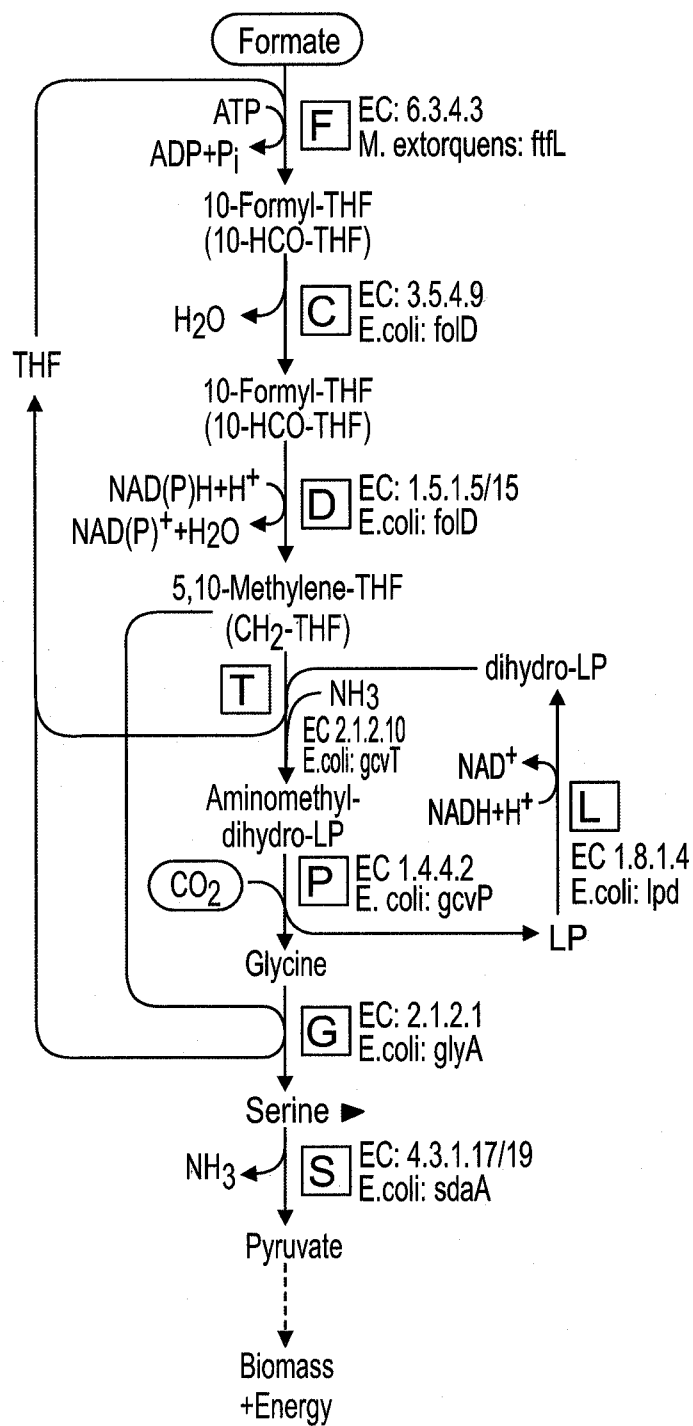 Formate
ATP
ADP+Pi
F
EC: 6.3.4.3
M. extorquens: ftfL
10-Formyl-THF
(10-HCO-THF)
H2O
C
EC: 3.5.4.9
E.coli: folD
THF
10-Formyl-THF
(10-HCO-THF)
NAD(P)H+H+
NAD(P)++H2O
D
EC: 1.5.1.5/15
E.coli: folD
5,10-Methylene-THF
(CH2-THF)
T
NH3
EC 2.1.2.10
E.coli: gcvT
dihydro-LP
NAD+
NADH+H+
L
EC 1.8.1.4
E.coli: lpd
Aminomethyl-
dihydro-LP
CO2
P
EC 1.4.4.2
E. coli: gcvP
LP
Glycine
G
EC: 2.1.2.1
E.coli: glyA
Serine
NH3
S
EC: 4.3.1.17/19
E.coli: sdaA
Pyruvate
Biomass
+Energy